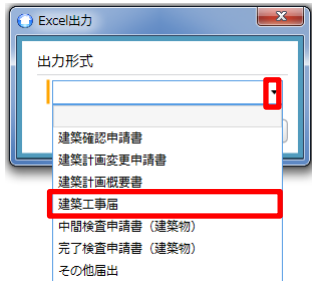 Excel出力
出力形式
建築確認申請書
建築計画変更申請書
建築計画概要書
建築工事届
中間検査申請書（建築物）
完了検査申請書（建築物）
その他届出